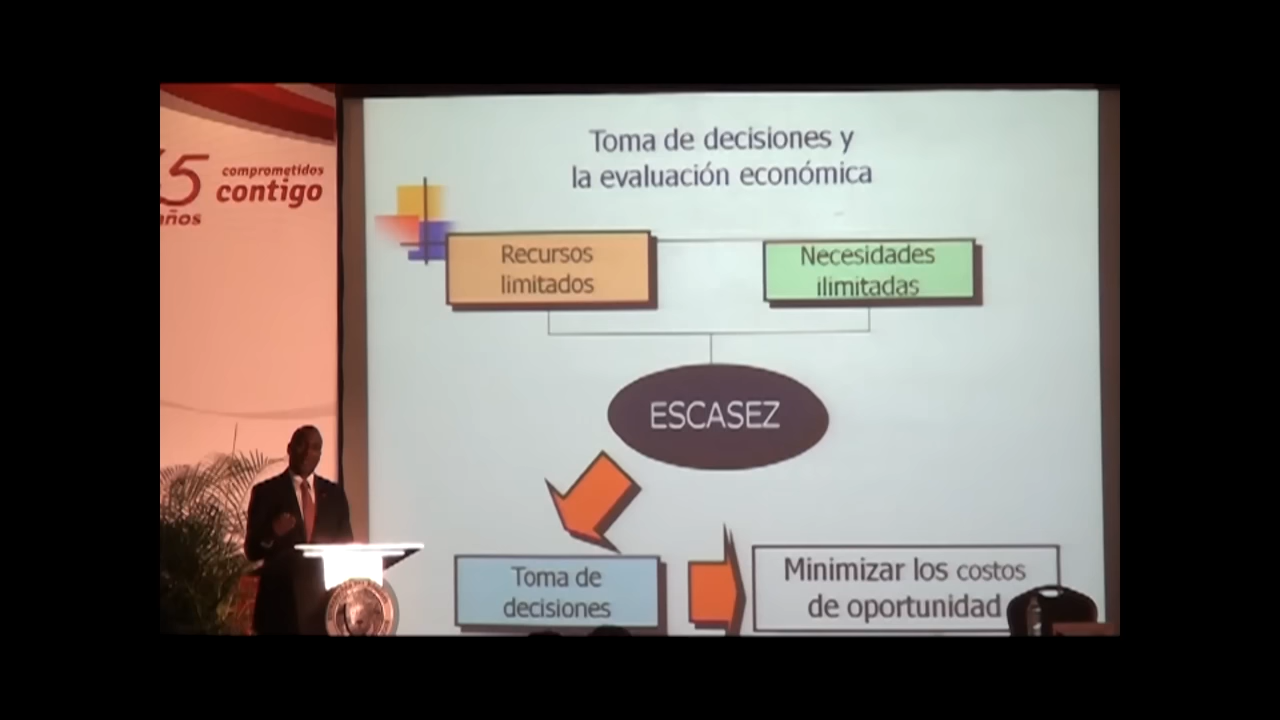 Toma de decisiones y
la evaluación económica
comprometidos
contigo
años
Recursos
limitados
Necesidades
ilimitadas
ESCASEZ
Toma de
decisiones
Minimizar los costos
de oportunidad